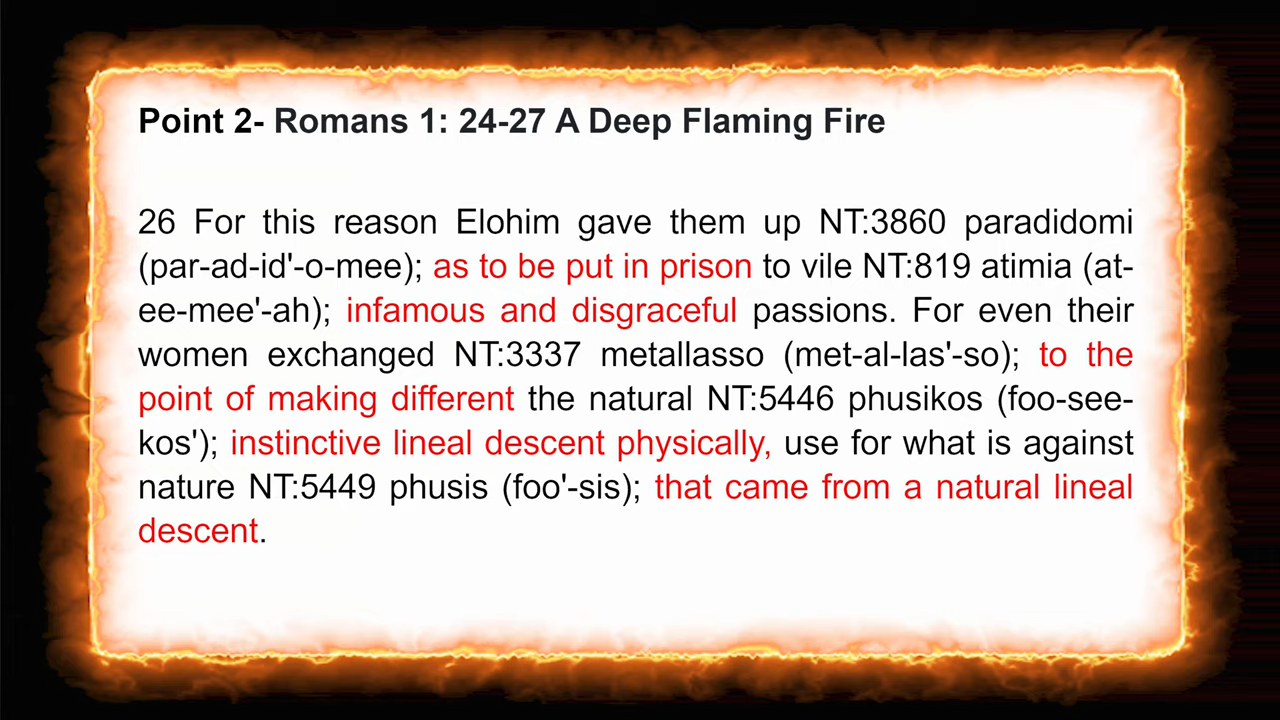 Point 2- Romans 1: 24-27 A Deep Flaming Fire
26 For this reason Elohim gave them up NT:3860 paradidomi
(par-ad-id'-o-mee); as to be put in prison to vile NT:819 atimia (at-
ee-mee'-ah); infamous and disgraceful passions. For even their
women exchanged NT:3337 metallasso (met-al-las'-so); to the
point of making different the natural NT:5446 phusikos (foo-see-
kos'); instinctive lineal descent physically, use for what is against
nature NT:5449 phusis (foo'-sis); that came from a natural lineal
descent.